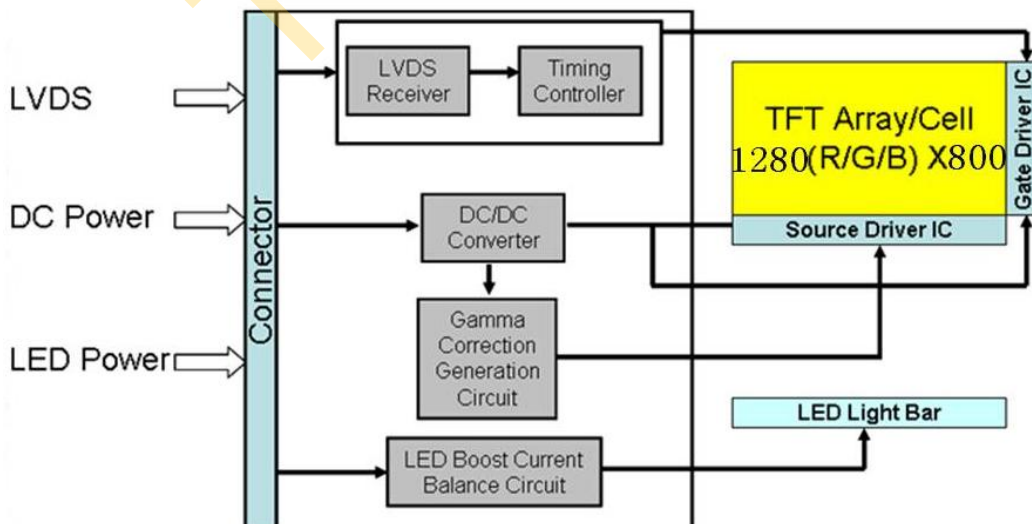 LVDS
DC Power
LED Power
Connector
LVDS
Receiver
Timing
Controller
DC/DC
Converter
Gamma
Correction
Generation
Circuit
LED Boost Current
Balance Circuit
TFT Array/Cell
1280(R/G/B) X800
Gate Driver IC
Source Driver IC
LED Light Bar